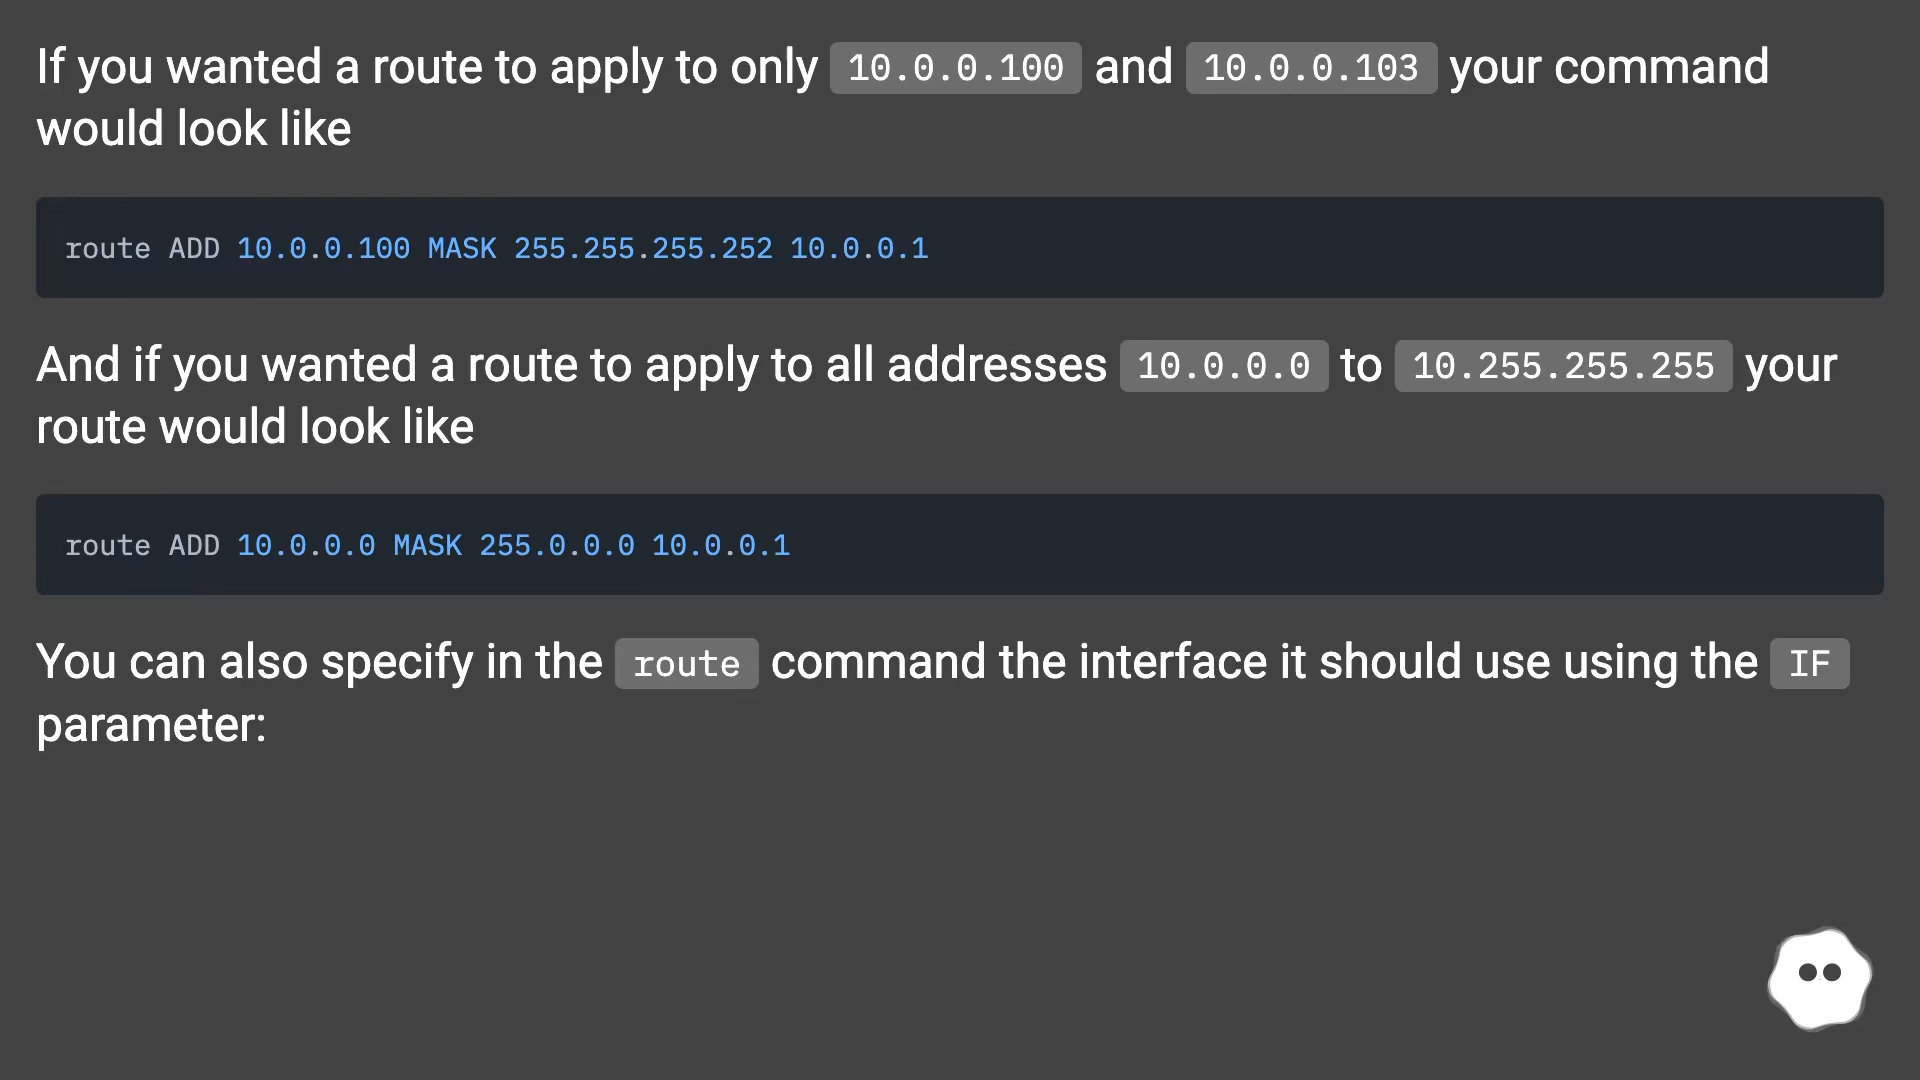 If you wanted a route to apply to only 10.0.0.100 and 10.0.0.103 your command
would look like
route ADD 10.0.0.100 MASK 255.255.255.252 10.0.0.1
And if you wanted a route to apply to all addresses 10.0.0.0 to 10.255.255.255 your
route would look like
route ADD 10.0.0.0 MASK 255.0.0.0 10.0.0.1
You can also specify in the route command the interface it should use using the IF
parameter: